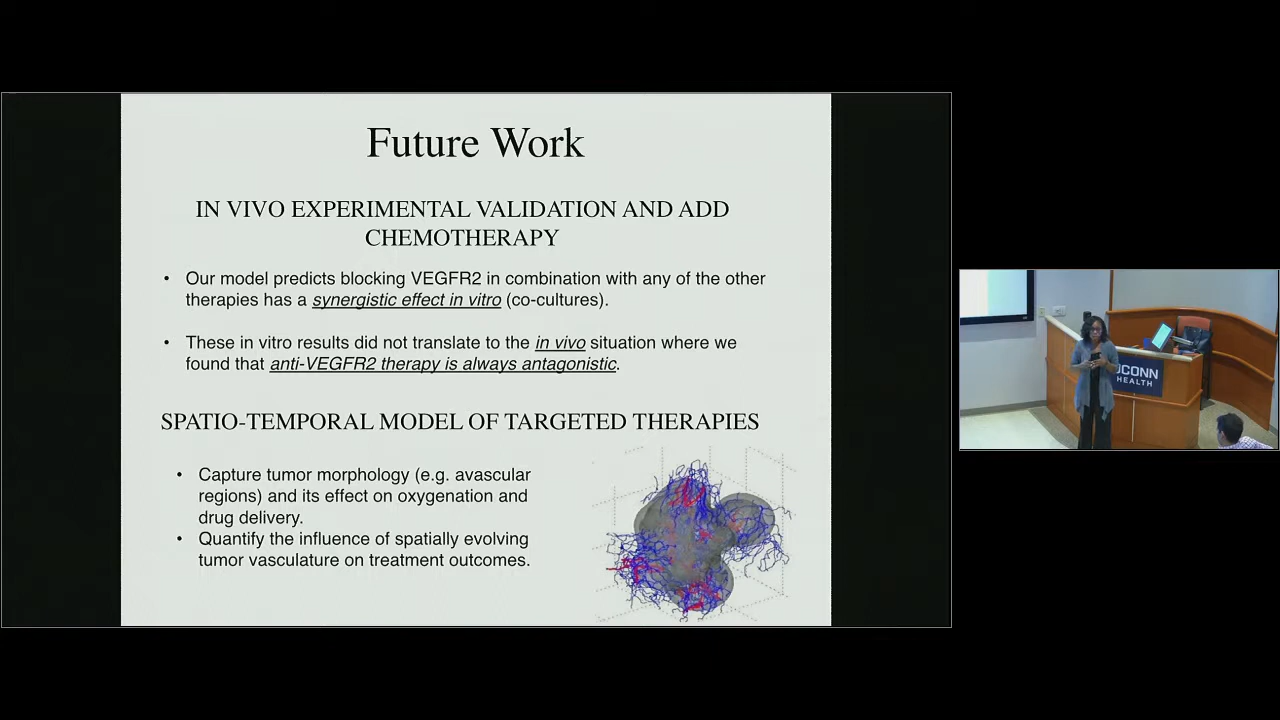 Future Work
IN VIVO EXPERIMENTAL VALIDATION AND ADD
CHEMOTHERAPY
• Our model predicts blocking VEGFR2 in combination with any of the other
therapies has a synergistic effect in vitro (co-cultures).
• These in vitro results did not translate to the in vivo situation where we
found that anti-VEGFR2 therapy is always antagonistic.
SPATIO-TEMPORAL MODEL OF TARGETED THERAPIES
• Capture tumor morphology (e.g. avascular
regions) and its effect on oxygenation and
drug delivery.
• Quantify the influence of spatially evolving
tumor vasculature on treatment outcomes.
UCONN
HEALTH